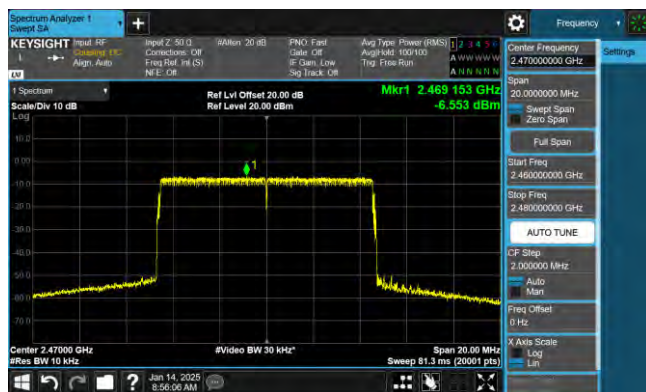 Spectrum Analyzer 1
Swept SA
+
Frequency
KEYSIGHT
L
Input: RF
Coupling: DC
Align: Auto
Input Z: 50 Ω
Corrections: Off
Freq Ref: Int (S)
NFE: Off
#Atten: 20 dB
PNO: Fast
Gate: Off
IF Gain: Low
Sig Track: Off
Avg Type: Power (RMS)
Avg|Hold: 100/100
Trig: Free Run
1 2 3 4 5 6
A W W W W W
A N N N N N
LV
1 Spectrum
Scale/Div 10 dB
Log
Ref Lvl Offset 20.00 dB
Ref Level 20.00 dBm
Mkr1 2.469 153 GHz
-6.553 dBm
10.0
0.00
-10.0
-20.0
-30.0
-40.0
-50.0
-60.0
-70.0
1
Center 2.47000 GHz
#Res BW 10 kHz
#Video BW 30 kHz*
Span 20.00 MHz
Sweep 81.3 ms (20001 pts)
Center Frequency
2.470000000 GHz
Settings
Span
20.0000000 MHz
Swept Span
Zero Span
Full Span
Start Freq
2.460000000 GHz
Stop Freq
2.480000000 GHz
AUTO TUNE
CF Step
2.000000 MHz
Auto
Man
Freq Offset
0 Hz
X Axis Scale
Log
Lin
?
Jan 14, 2025
8:56:06 AM